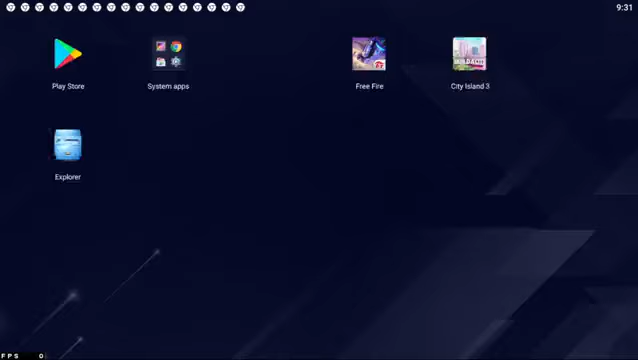 9:31
Play Store
System apps
Free Fire
City Island 3
Explorer
FPS 0